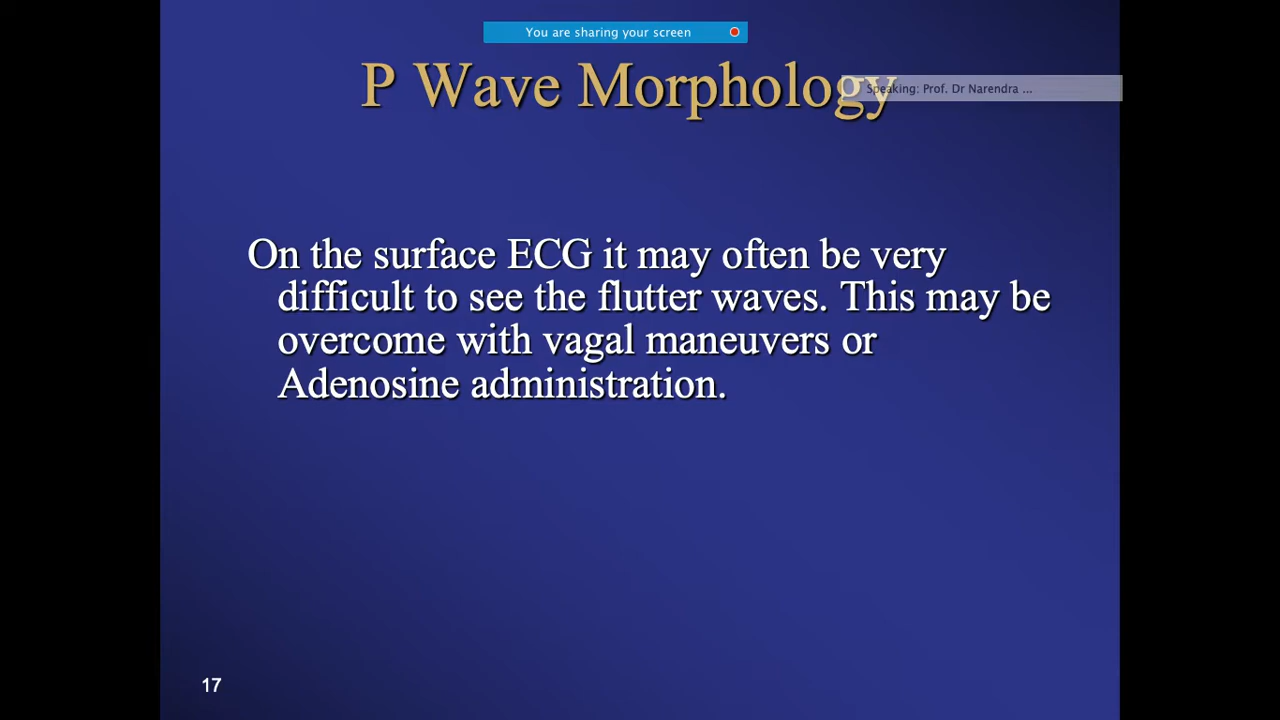 You are sharing your screen
P Wave Morphology
Speaking: Prof. Dr Narendra ...
On the surface ECG it may often be very
difficult to see the flutter waves. This may be
overcome with vagal maneuvers or
Adenosine administration.
17